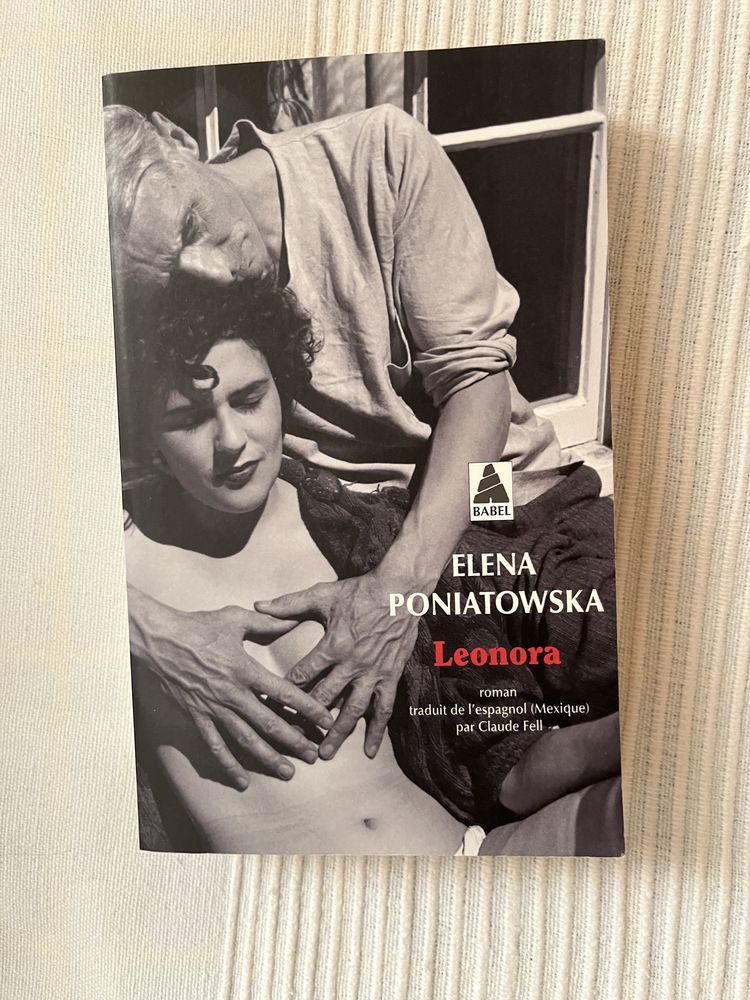 BABEL
ELENA
PONIATOWSKA
Leonora
roman
traduit de l'espagnol (Mexique)
par Claude Fell